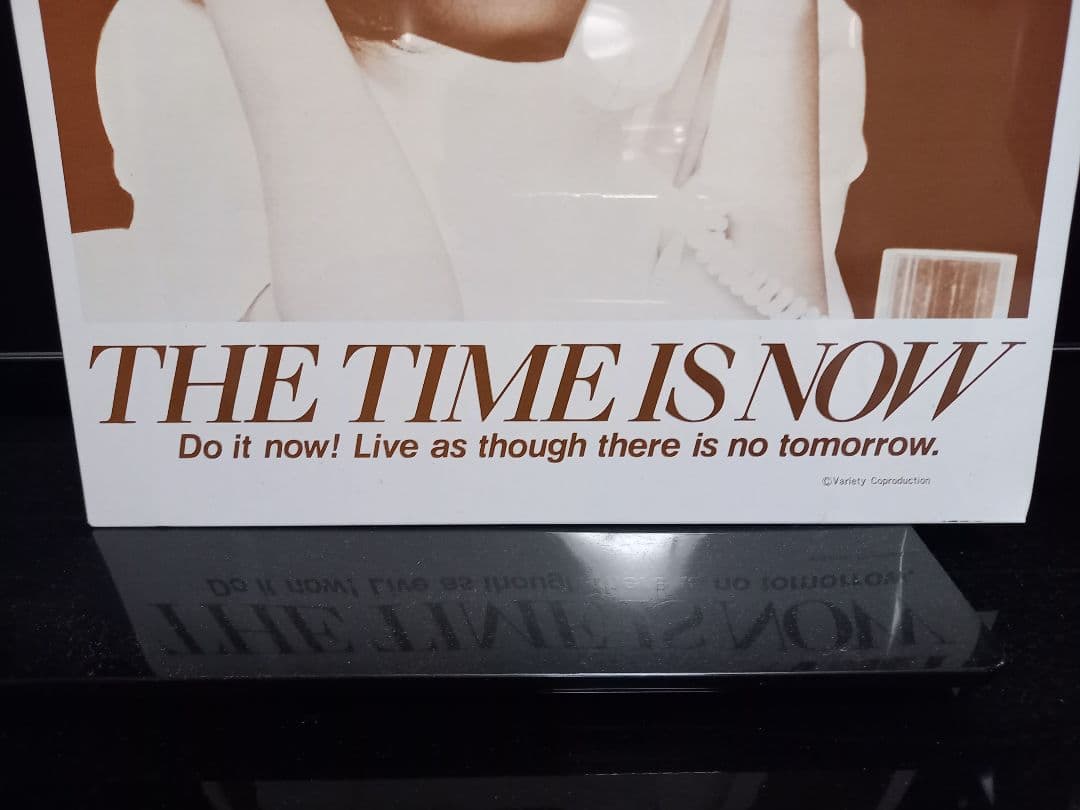 THE TIME IS NOW
Do it now! Live as though there is no tomorrow.
©Variety Coproduction